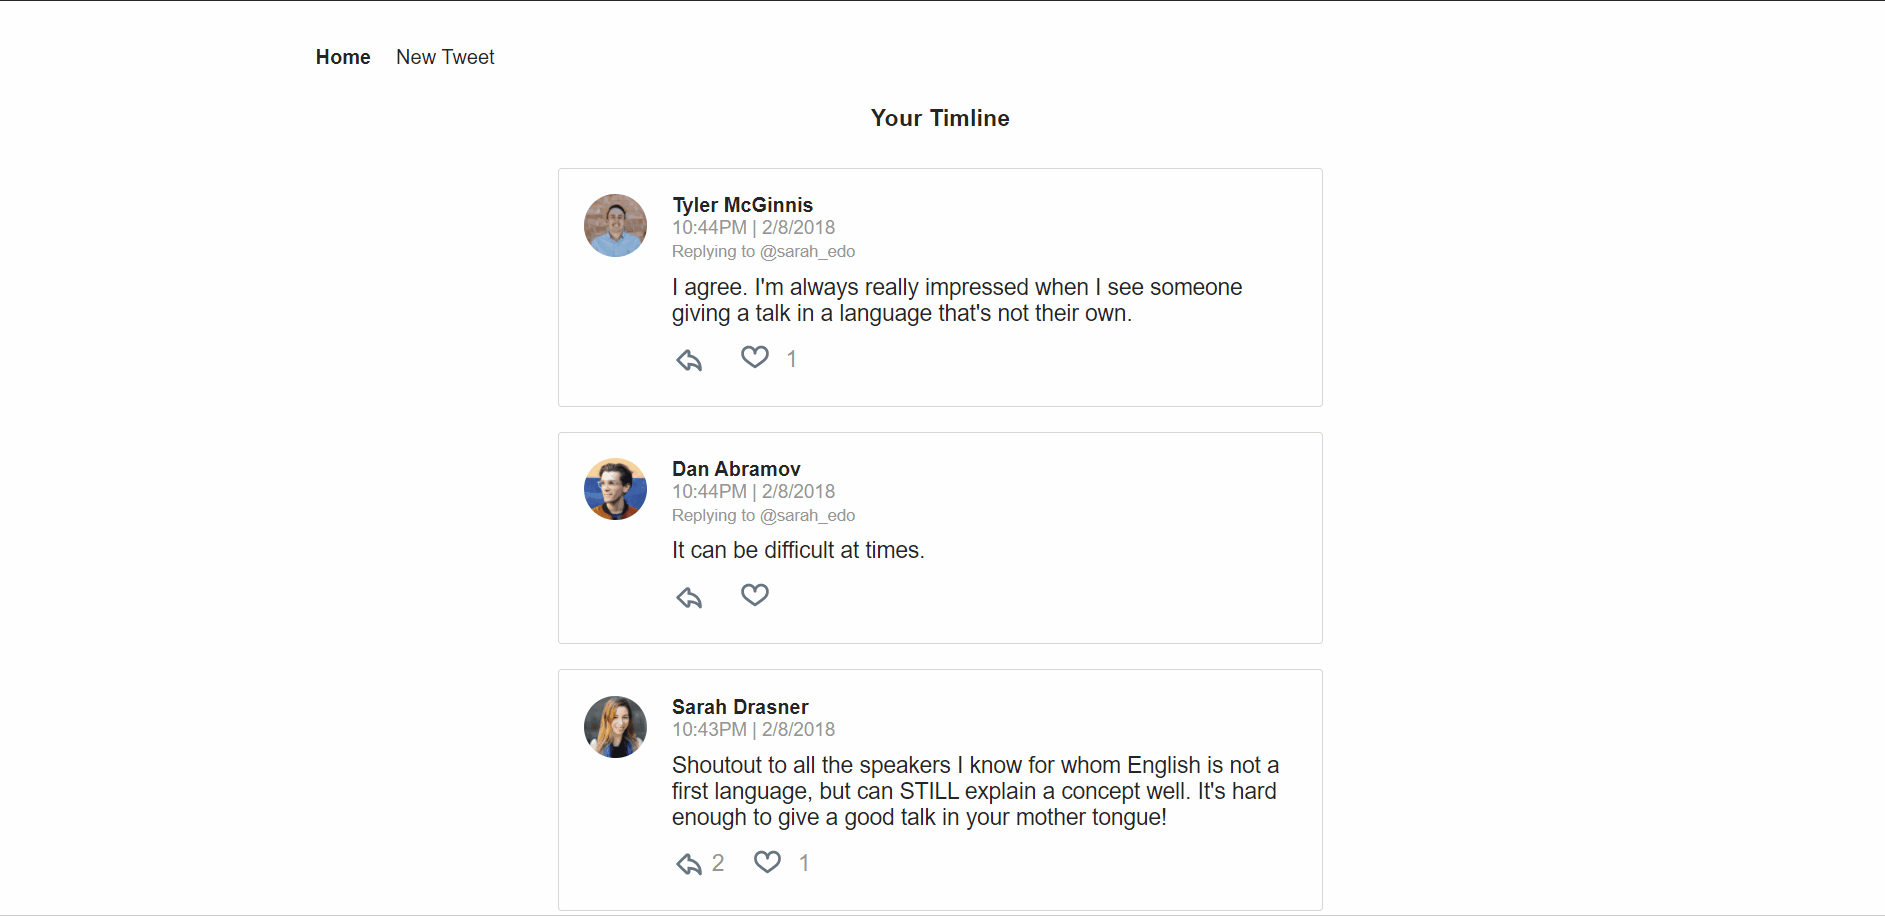 Home New Tweet
Your Timline
Tyler McGinnis
10:44PM | 2/8/2018
Replying to @sarah_edo
I agree. I'm always really impressed when I see someone
giving a talk in a language that's not their own.
1
Dan Abramov
10:44PM | 2/8/2018
Replying to @sarah_edo
It can be difficult at times.
Sarah Drasner
10:43PM | 2/8/2018
Shoutout to all the speakers I know for whom English is not a
first language, but can STILL explain a concept well. It's hard
enough to give a good talk in your mother tongue!
2 1